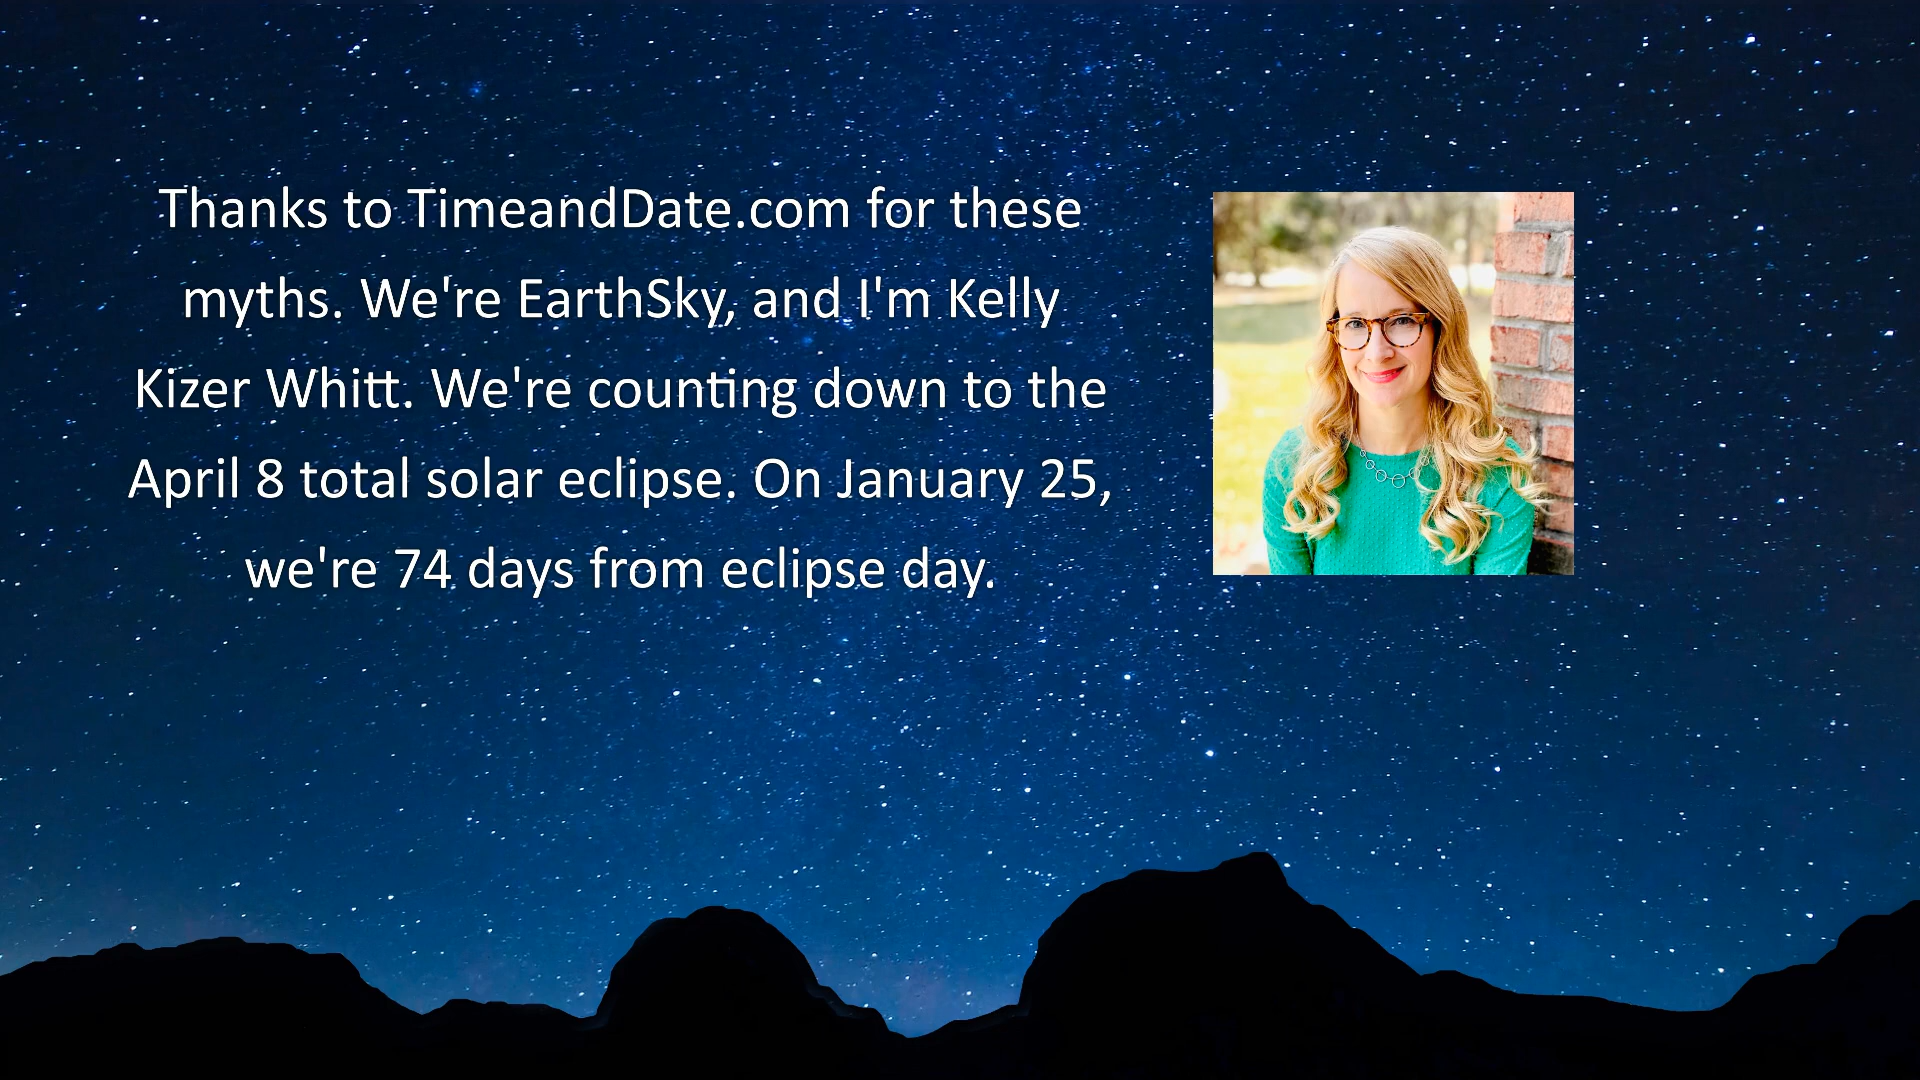 Thanks to TimeandDate.com for these
myths. We're EarthSky, and I'm Kelly
Kizer Whitt. We're counting down to the
April 8 total solar eclipse. On January 25,
we're 74 days from eclipse day.